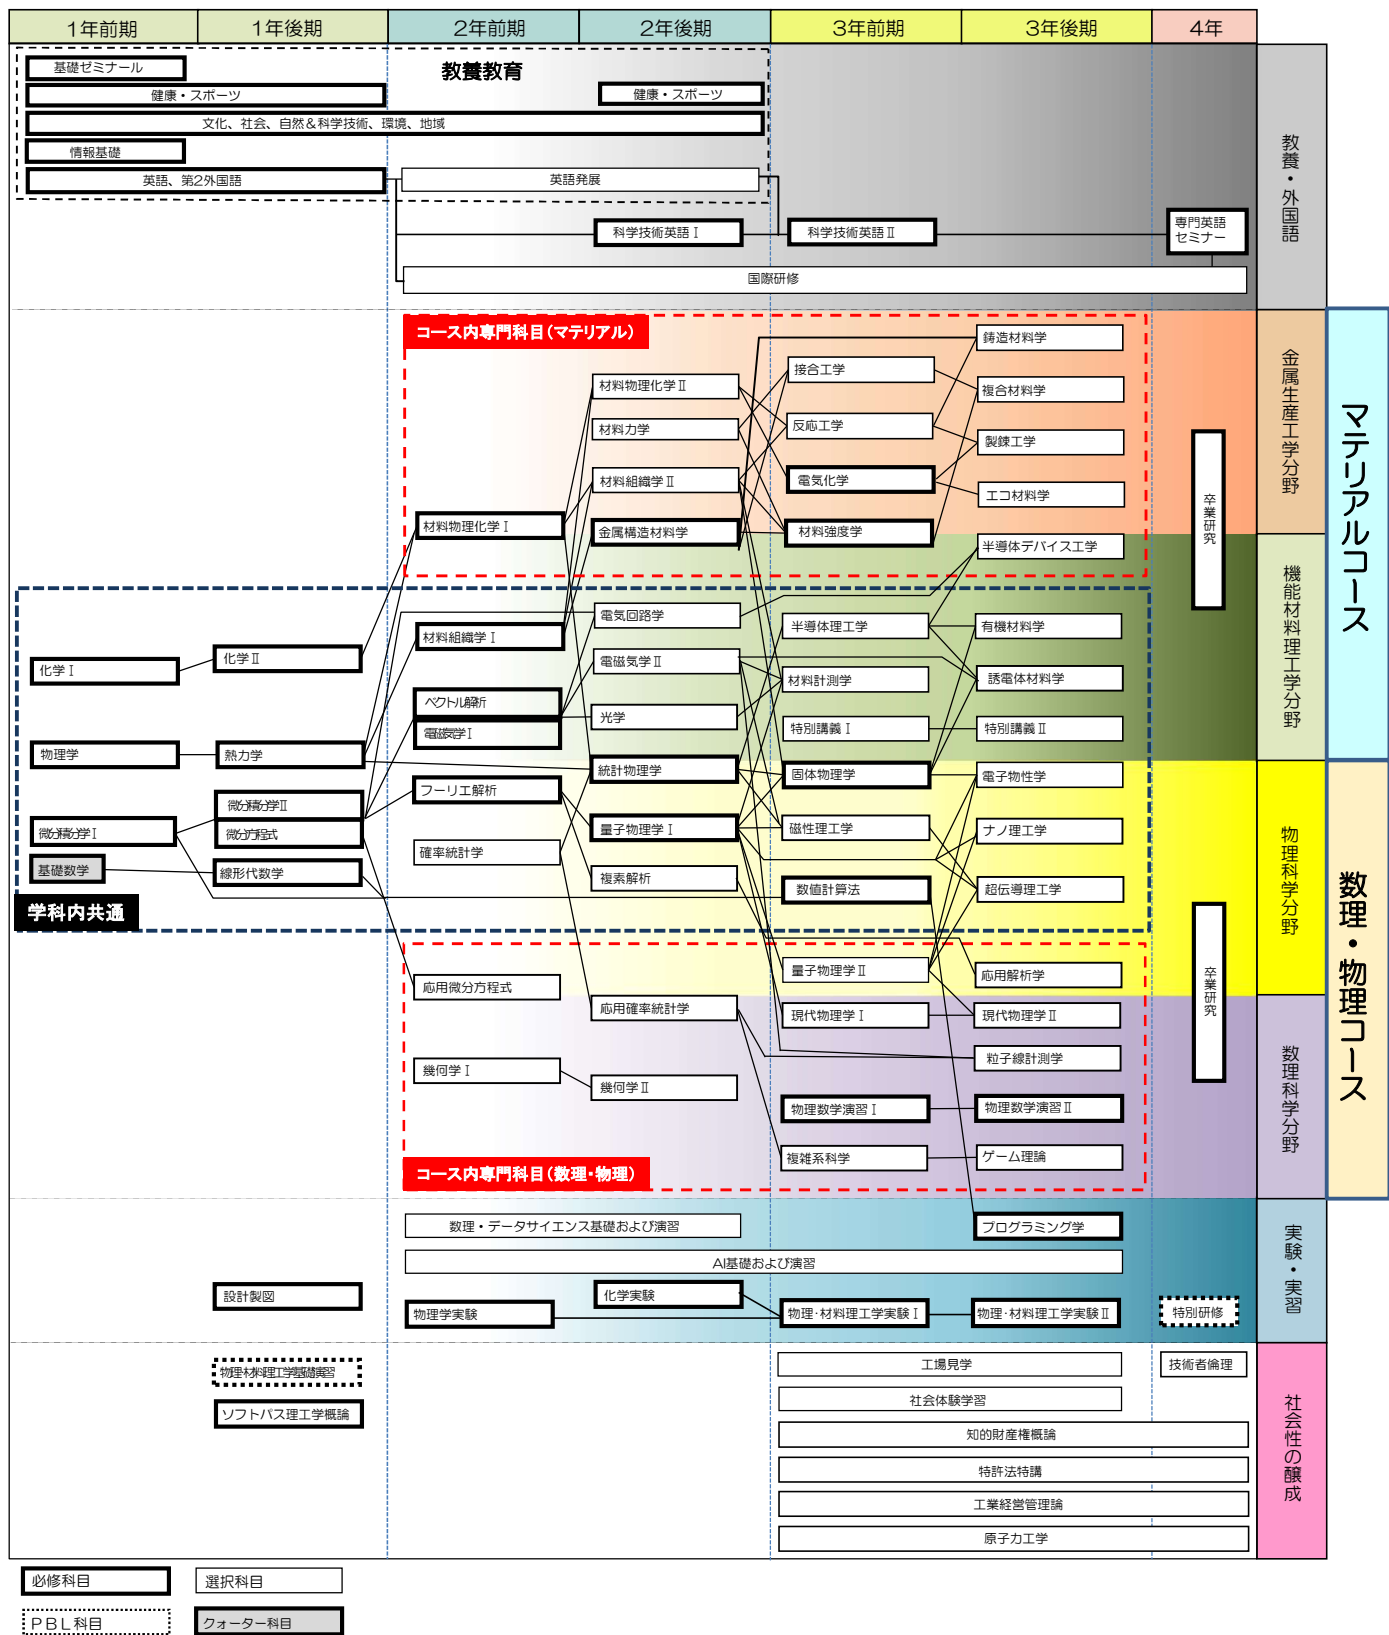 1年前期
1年後期
2年前期
2年後期
3年前期
3年後期
4年
教養教育
基礎ゼミナール
健康・スポーツ
健康・スポーツ
文化、社会、自然＆科学技術、環境、地域
情報基礎
英語、第2外国語
英語発展
科学技術英語Ⅰ
科学技術英語Ⅱ
専門英語
セミナー
国際研修
教養・外国語
コース内専門科目(マテリアル)
鋳造材料学
接合工学
材料物理化学Ⅱ
複合材料学
材料力学
反応工学
製錬工学
材料組織学Ⅱ
電気化学
エコ材料学
材料物理化学Ⅰ
金属構造材料学
材料強度学
半導体デバイス工学
卒業研究
金属生産工学分野
マテリアルコース
電気回路学
半導体理工学
有機材料学
化学Ⅰ
化学Ⅱ
材料組織学Ⅰ
電磁気学Ⅱ
材料計測学
誘電体材料学
ベクトル解析
電磁気学Ⅰ
光学
特別講義Ⅰ
特別講義Ⅱ
機能材料理工学分野
物理学
熱力学
統計物理学
固体物理学
電子物性学
フーリエ解析
微分積分学Ⅱ
微分積分学Ⅰ
微分方程式
量子物理学Ⅰ
磁性理工学
ナノ理工学
確率統計学
基礎数学
線形代数学
複素解析
数値計算法
超伝導理工学
学科内共通
物理科学分野
数理・物理コース
量子物理学Ⅱ
応用解析学
応用微分方程式
応用確率統計学
現代物理学Ⅰ
現代物理学Ⅱ
卒業研究
粒子線計測学
幾何学Ⅰ
幾何学Ⅱ
物理数学演習Ⅰ
物理数学演習Ⅱ
複雑系科学
ゲーム理論
コース内専門科目(数理・物理)
数理科学分野
数理・データサイエンス基礎および演習
プログラミング学
AI基礎および演習
設計製図
化学実験
物理学実験
物理・材料理工学実験Ⅰ
物理・材料理工学実験Ⅱ
特別研修
実験・実習
物理・材料理工学基礎演習
工場見学
技術者倫理
ソフトパス理工学概論
社会体験学習
知的財産権概論
特許法特講
工業経営管理論
原子力工学
社会性の醸成
必修科目
選択科目
ＰＢＬ科目
クォーター科目